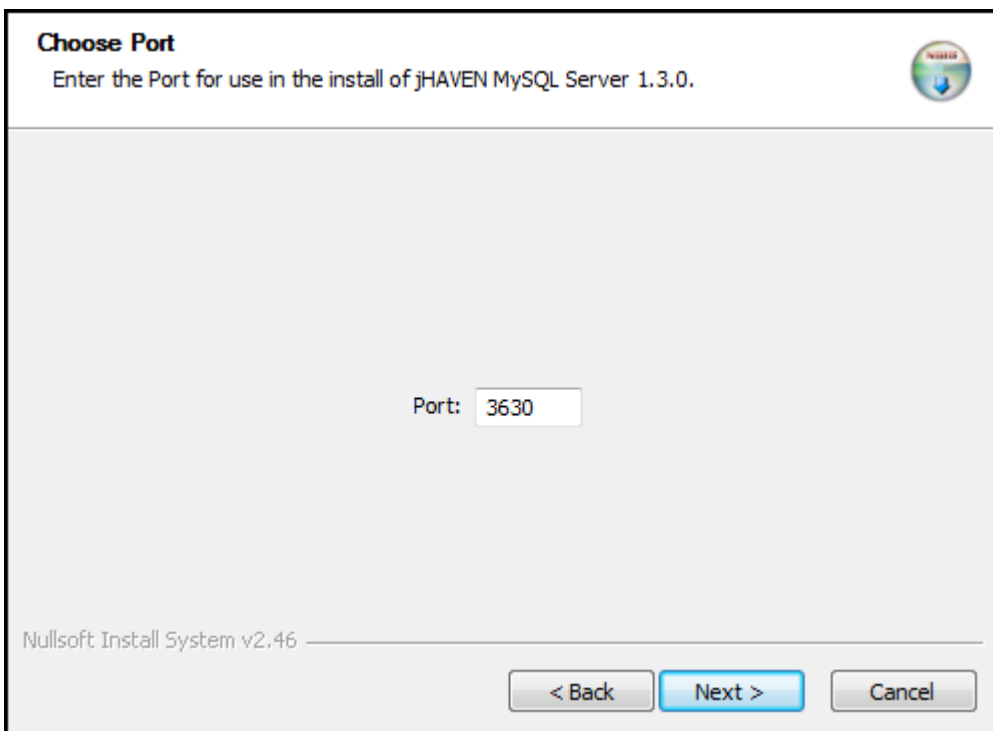 Choose Port
Enter the Port for use in the install of jHAVEN MySQL Server 1.3.0.
NSIS
Port: 3630
Nullsoft Install System v2.46
< Back Next > Cancel